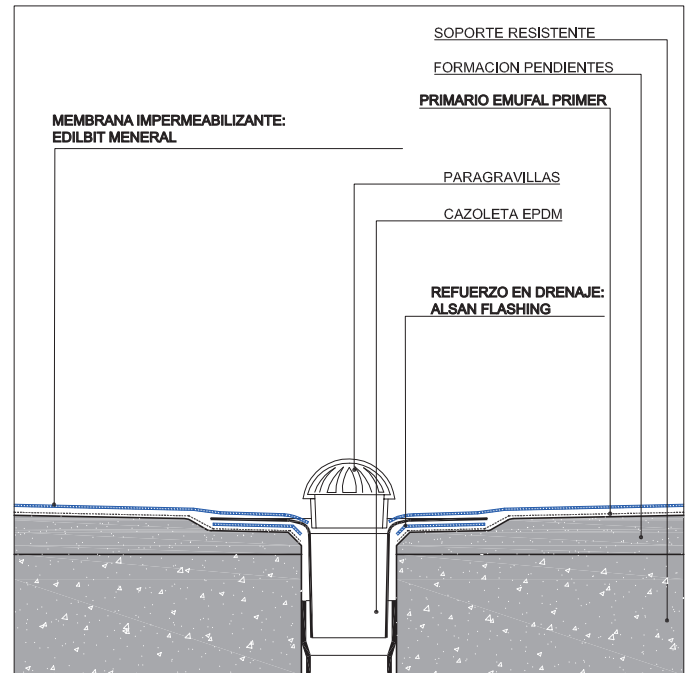 SOPORTE RESISTENTE
FORMACION PENDIENTES
PRIMARIO EMUFAL PRIMER
MEMBRANA IMPERMEABILIZANTE:
EDILBIT MENERAL
PARAGRAVILLAS
CAZOLETA EPDM
REFUERZO EN DRENAJE:
ALSAN FLASHING